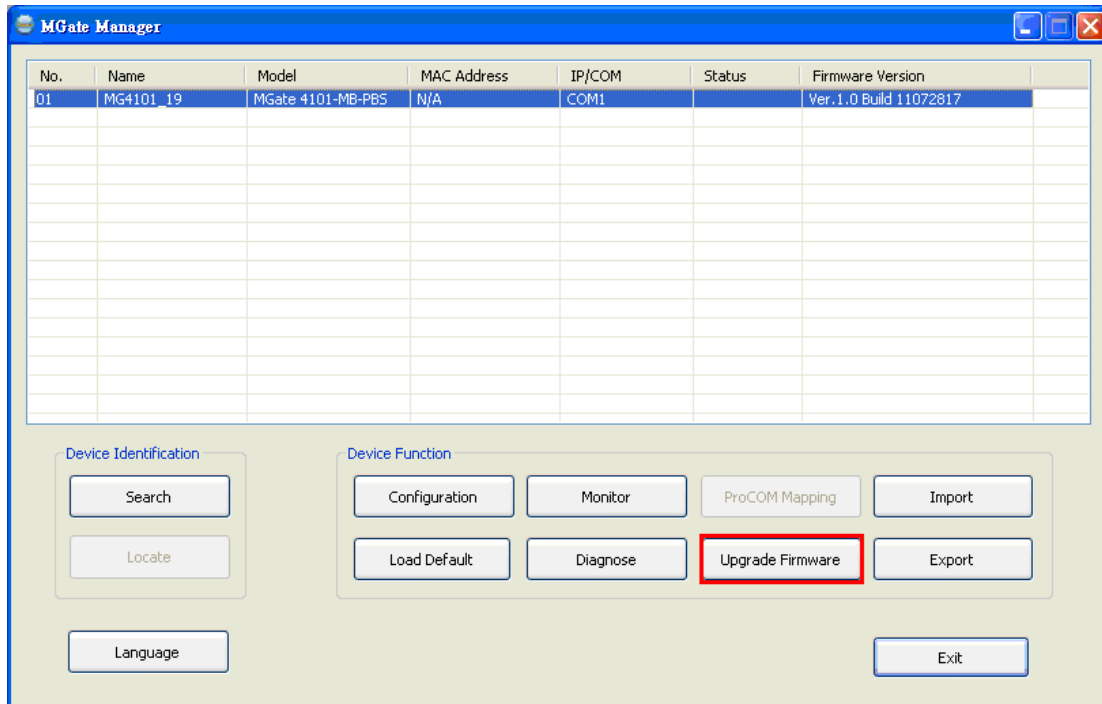 MGate Manager
No. Name Model MAC Address IP/COM Status Firmware Version
01 MG4101_19 MGate 4101-MB-PBS N/A COM1 Ver.1.0 Build 11072817
Device Identification
Search
Locate
Device Function
Configuration Monitor ProCOM Mapping Import
Load Default Diagnose Upgrade Firmware Export
Language
Exit